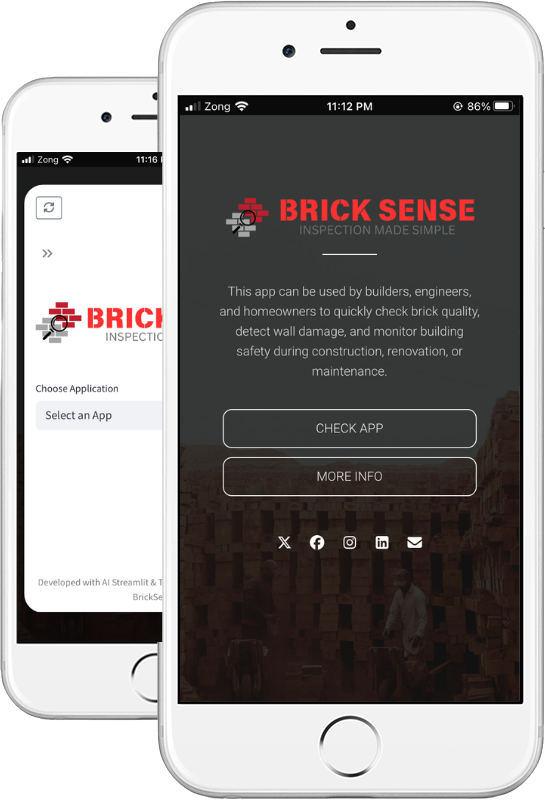 Zong
11:12 PM
86%
BRICK SENSE
INSPECTION MADE SIMPLE
This app can be used by builders, engineers,
and homeowners to quickly check brick quality,
detect wall damage, and monitor building
safety during construction, renovation, or
maintenance.
CHECK APP
MORE INFO
Zong
11:16
BRICK
INSPECTIO
Choose Application
Select an App
Developed with AI Streamlit & T
BrickSe